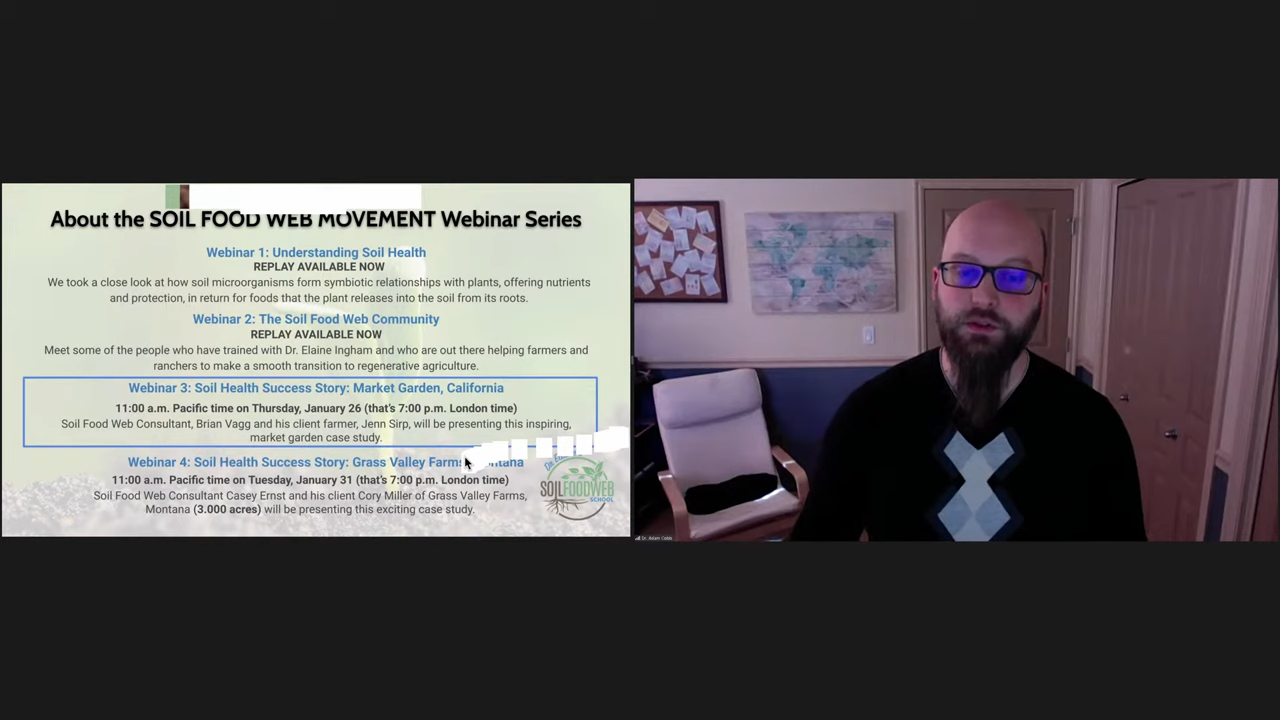 About the SOIL FOOD WEB MOVEMENT Webinar Series
Webinar 1: Understanding Soil Health
REPLAY AVAILABLE NOW
We took a close look at how soil microorganisms form symbiotic relationships with plants, offering nutrients
and protection, in return for foods that the plant releases into the soil from its roots.
Webinar 2: The Soil Food Web Community
REPLAY AVAILABLE NOW
Meet some of the people who have trained with Dr. Elaine Ingham and who are out there helping farmers and
ranchers to make a smooth transition to regenerative agriculture.
Webinar 3: Soil Health Success Story: Market Garden, California
11:00 a.m. Pacific time on Thursday, January 26 (that's 7:00 p.m. London time)
Soil Food Web Consultant, Brian Vagg and his client farmer, Jenn Sirp, will be presenting this inspiring,
market garden case study.
Webinar 4: Soil Health Success Story: Grass Valley Farms
11:00 a.m. Pacific time on Tuesday, January 31 (that's 7:00 p.m. London time)
Soil Food Web Consultant Casey Ernst and his client Cory Miller of Grass Valley Farms,
Montana (3.000 acres) will be presenting this exciting case study.
SOILFOODWEB
SCHOOL
Dr. Adam Cobb